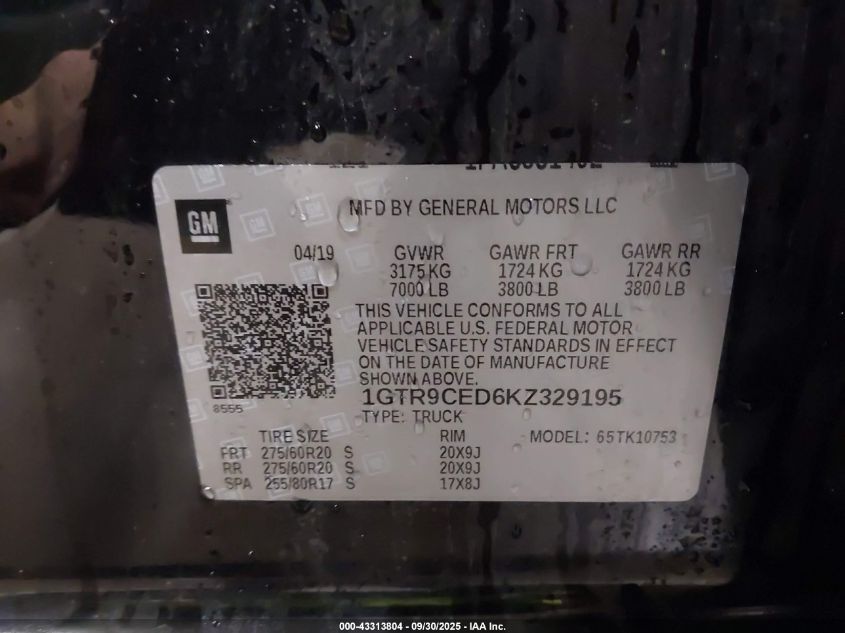 MFD BY GENERAL MOTORS LLC
GM
04/19 GVWR GAWR FRT GAWR RR
3175 KG 1724 KG 1724 KG
7000 LB 3800 LB 3800 LB
THIS VEHICLE CONFORMS TO ALL
APPLICABLE U.S. FEDERAL MOTOR
VEHICLE SAFETY STANDARDS IN EFFECT
ON THE DATE OF MANUFACTURE
SHOWN ABOVE.
1GTR9CED6KZ329195
8555
TYPE: TRUCK
TIRE SIZE RIM MODEL: 65TK10753
FRT 275/60R20 S 20X9J
RR 275/60R20 S 20X9J
SPA 255/80R17 S 17X8J
000-43313804 - 09/30/2025 - IAA Inc.